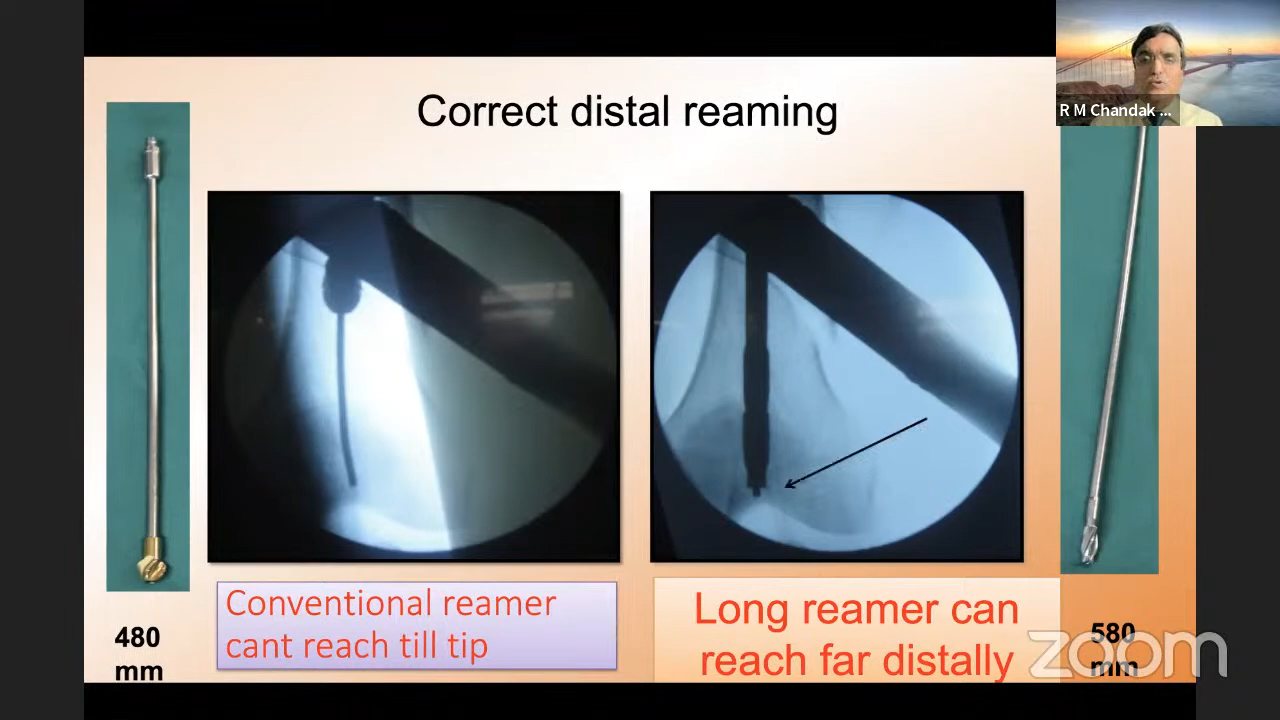 Correct distal reaming
R M Chandak ...
Conventional reamer
cant reach till tip
Long reamer can
reach far distally
480
mm
580
mm
zoom